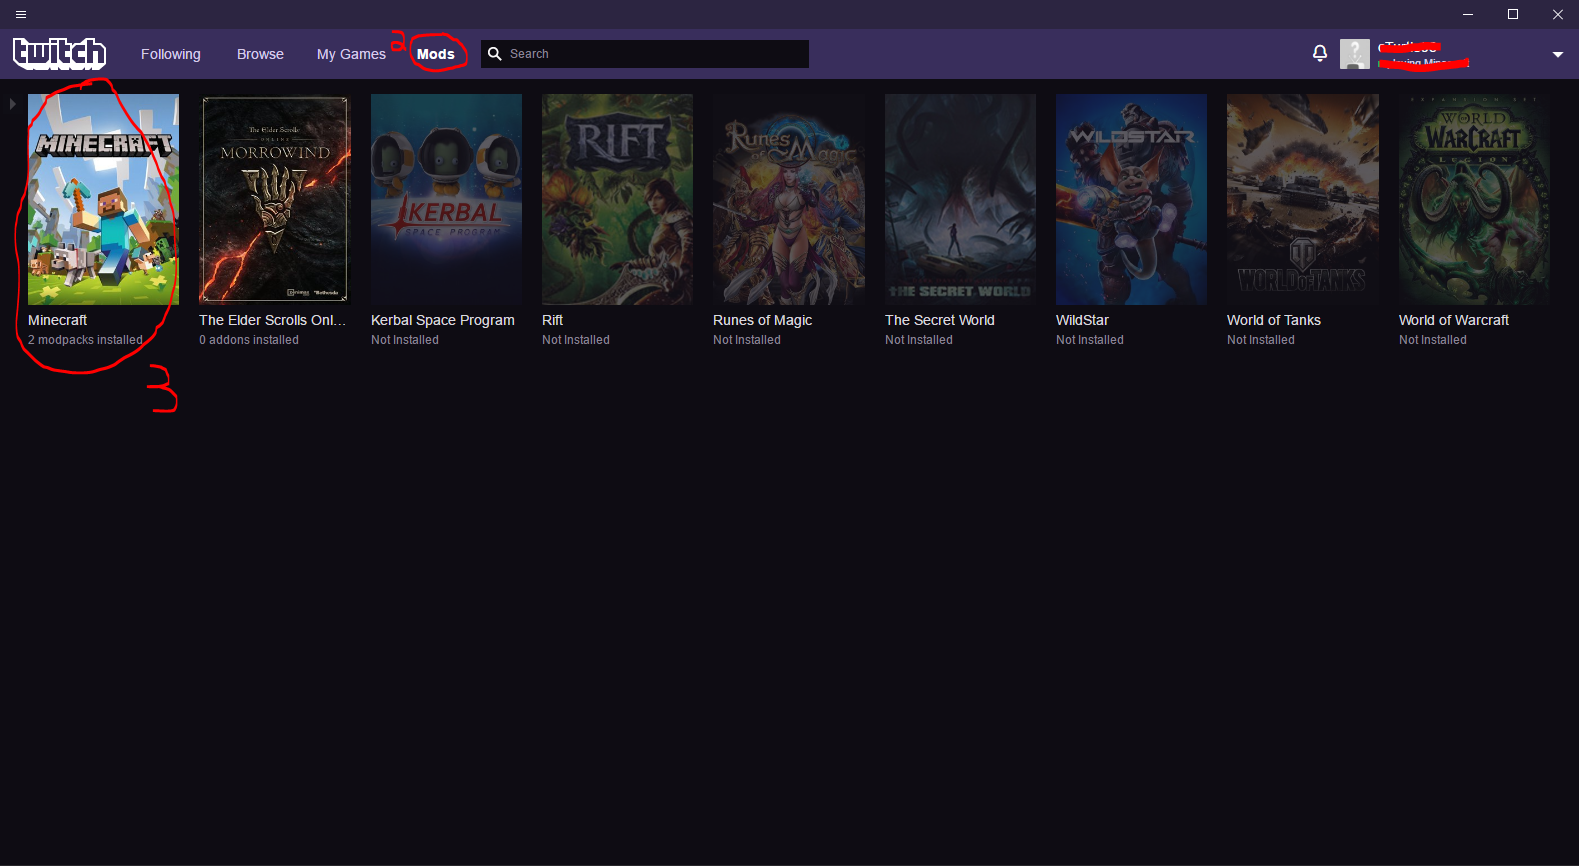 twitch
Following Browse My Games 2 Mods Search
MINECRAFT
The Elder Scrolls
ONLINE
MORROWIND
Bethesda
KERBAL
SPACE PROGRAM
RIFT
Runes
of Magic
THE SECRET WORLD
WILDSTAR
WORLD OF TANKS
EXPANSION SET
WORLD
OF
WARCRAFT
LEGION
Minecraft
2 modpacks installed
The Elder Scrolls Onl...
0 addons installed
Kerbal Space Program
Not Installed
Rift
Not Installed
Runes of Magic
Not Installed
The Secret World
Not Installed
WildStar
Not Installed
World of Tanks
Not Installed
World of Warcraft
Not Installed
3